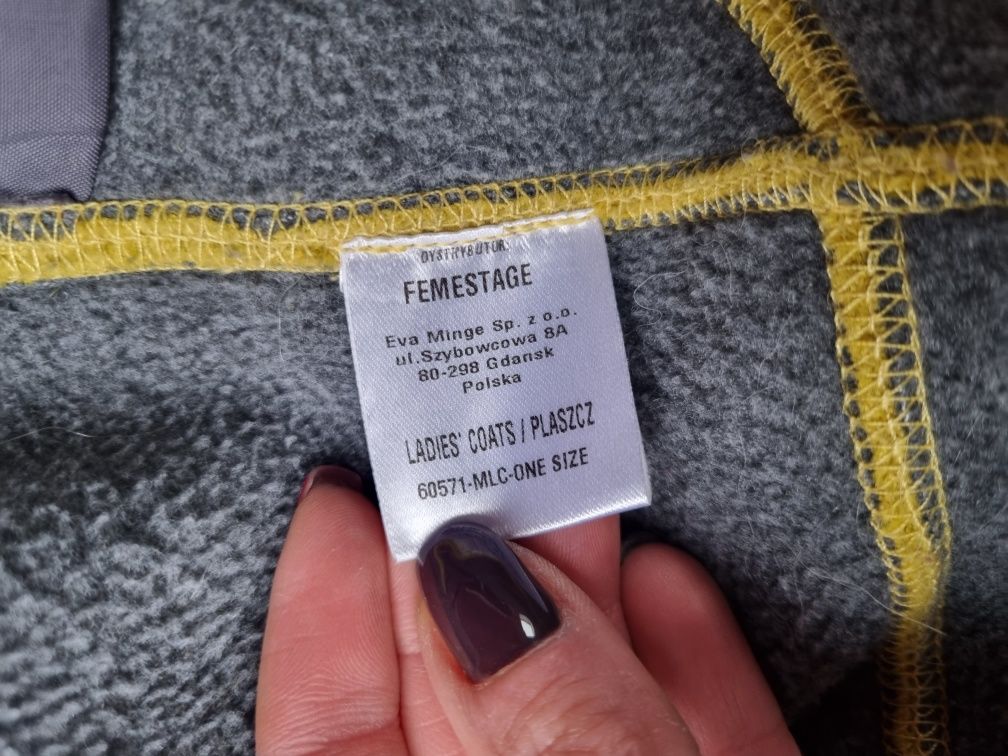 DYSTRYBUTOR:
FEMESTAGE
Eva Minge Sp. z o.o.
ul.Szybowcowa 8A
80-298 Gdansk
Polska
LADIES' COATS / PLASZCZ
60571-MLC-ONE SIZE